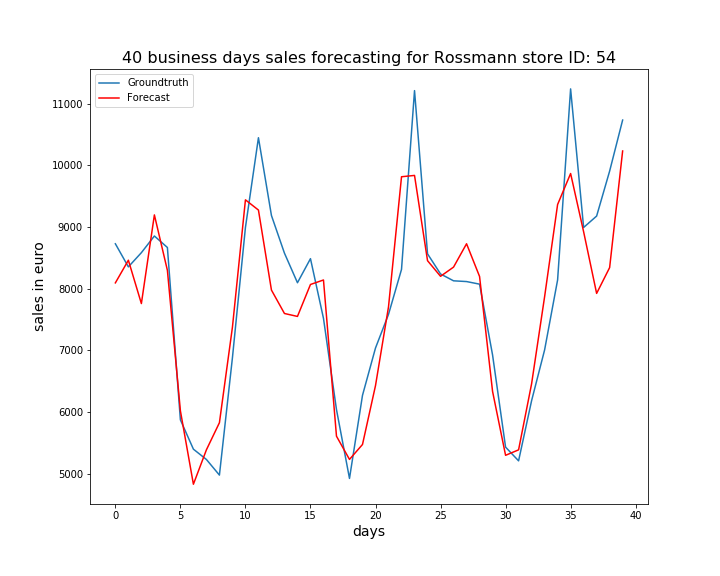 40 business days sales forecasting for Rossmann store ID: 54
Groundtruth
Forecast
11000
10000
9000
8000
7000
6000
5000
sales in euro
0 5 10 15 20 25 30 35 40
days